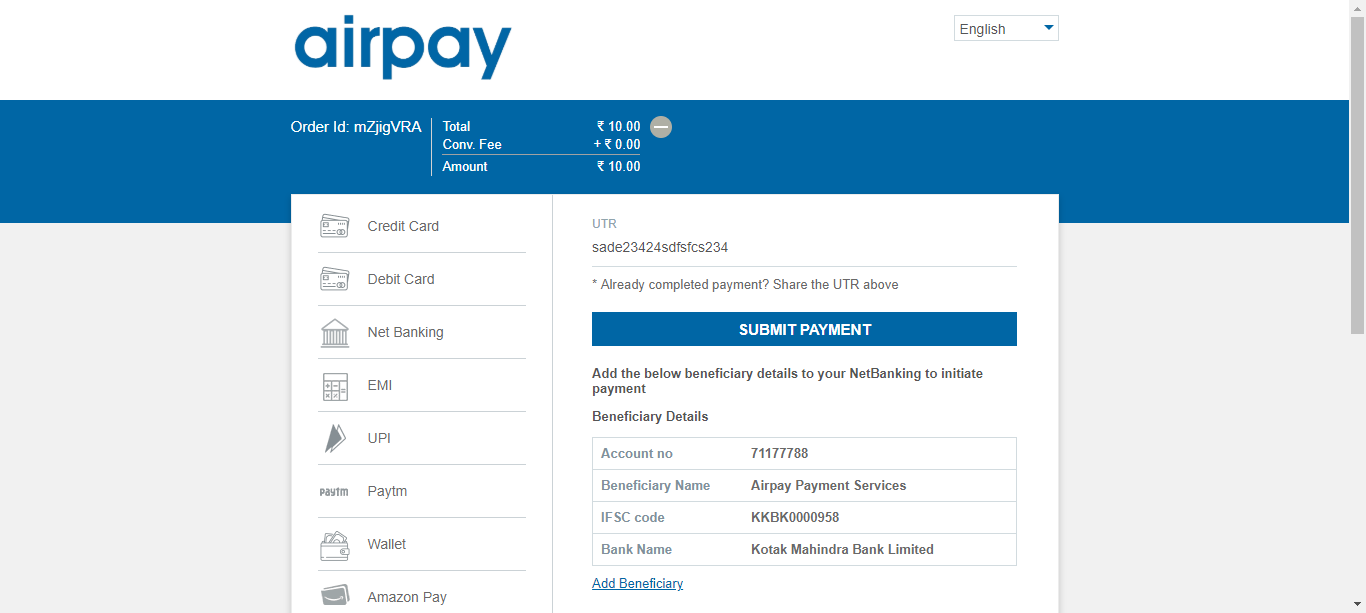 airpay
English
Order Id: mZjigVRA
Total ₹ 10.00
Conv. Fee + ₹ 0.00
Amount ₹ 10.00
Credit Card
Debit Card
Net Banking
EMI
UPI
paytm Paytm
Wallet
Amazon Pay
UTR
sade23424sdfsfcs234
* Already completed payment? Share the UTR above
SUBMIT PAYMENT
Add the below beneficiary details to your NetBanking to initiate
payment
Beneficiary Details
Account no 71177788
Beneficiary Name Airpay Payment Services
IFSC code KKBK0000958
Bank Name Kotak Mahindra Bank Limited
Add Beneficiary